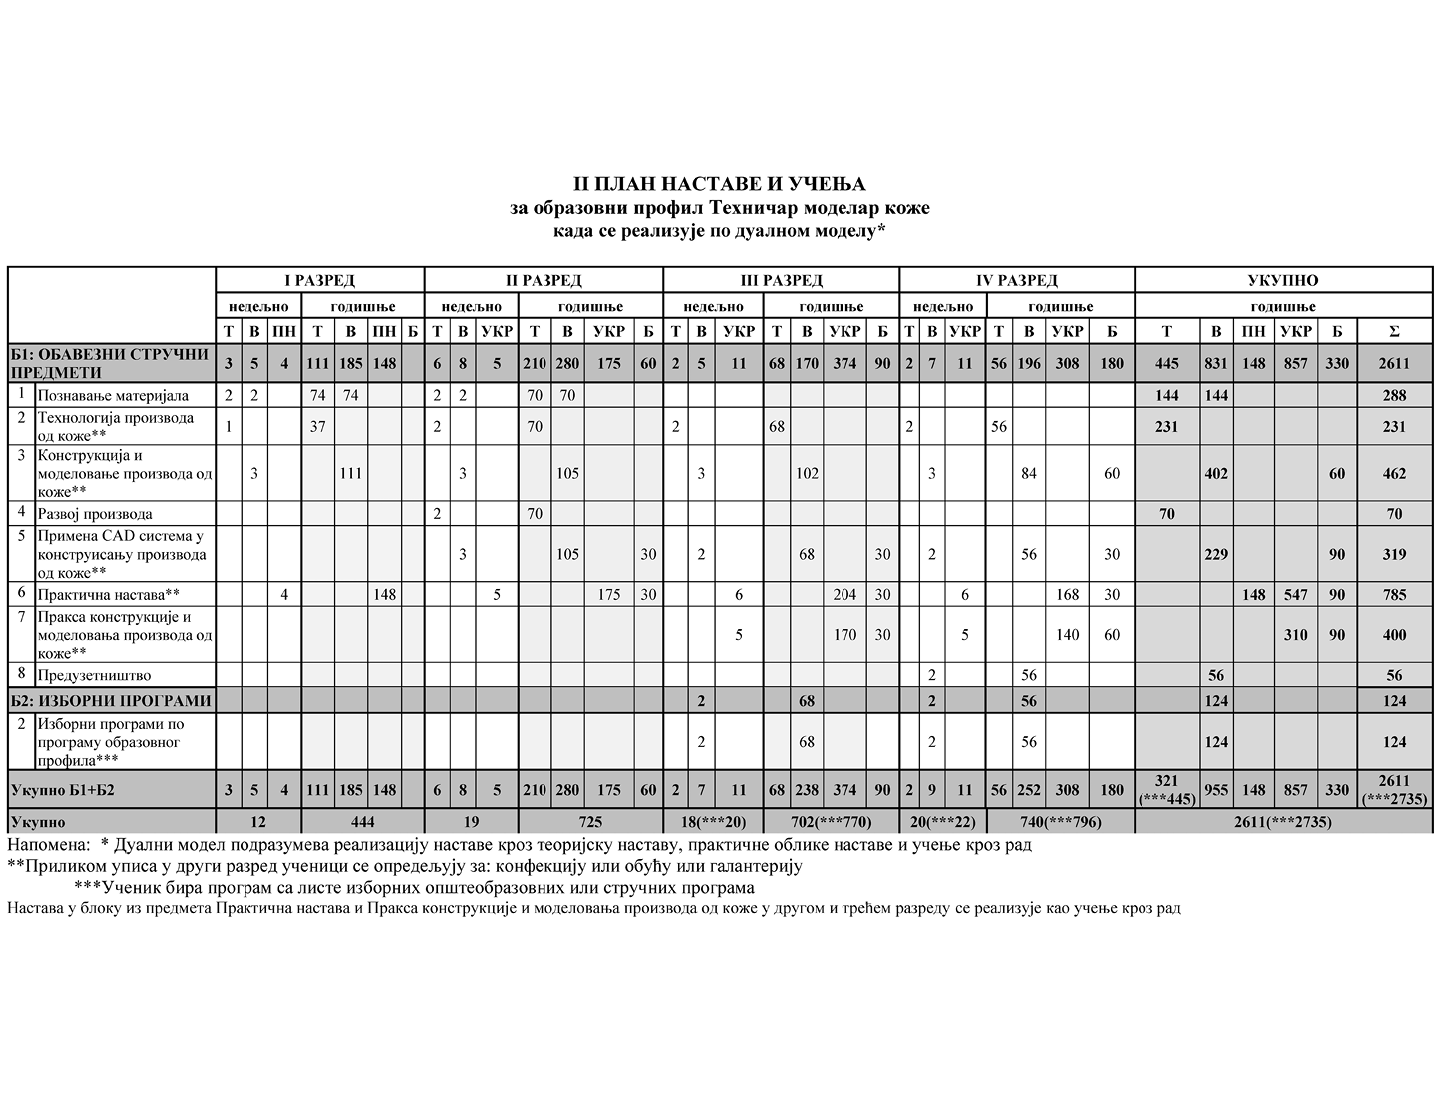 II ПЛАН НАСТАВЕ И УЧЕЊА
за образовни профил Техничар моделар коже
када се реализује по дуалном моделу*
I РАЗРЕД II РАЗРЕД III РАЗРЕД IV РАЗРЕД УКУПНО
недељно годишње недељно годишње недељно годишње недељно годишње годишње
Т В ПН Т В ПН Б Т В УКР Т В УКР Б Т В УКР Т В УКР Б Т В УКР Т В УКР Б Т В ПН УКР Б Σ
Б1: ОБАВЕЗНИ СТРУЧНИ
ПРЕДМЕТИ
3 5 4 111 185 148 6 8 5 210 280 175 60 2 5 11 68 170 374 90 2 7 11 56 196 308 180 445 831 148 857 330 2611
1 Познавање материјала 2 2 74 74 2 2 70 70 144 144 288
2 Технологија производа
од коже** 1 37 2 70 2 68 2 56 231 231
3 Конструкција и
моделовање производа од
коже** 3 111 3 105 3 102 3 84 60 402 60 462
4 Развој производа 2 70 70 70
5 Примена CAD система у
конструисању производа
од коже** 3 105 30 2 68 30 2 56 30 229 90 319
6 Практична настава** 4 148 5 175 30 6 204 30 6 168 30 148 547 90 785
7 Пракса конструкције и
моделовања производа од
коже** 5 170 30 5 140 60 310 90 400
8 Предузетништво 2 56 56 56
Б2: ИЗБОРНИ ПРОГРАМИ 2 68 2 56 124 124
2 Изборни програми по
програму образовног
профила*** 2 68 2 56 124 124
Укупно Б1+Б2 3 5 4 111 185 148 6 8 5 210 280 175 60 2 7 11 68 238 374 90 2 9 11 56 252 308 180 321 (***445) 955 148 857 330 2611 (***2735)
Укупно 12 444 19 725 18(***20) 702(***770) 20(***22) 740(***796) 2611(***2735)
Напомена: * Дуални модел подразумева реализацију наставе кроз теоријску наставу, практичне облике наставе и учење кроз рад
**Приликом уписа у други разред ученици се опредељују за: конфекцију или обућу или галантерију
***Ученик бира програм са листе изборних општеобразовних или стручних програма
Настава у блоку из предмета Практична настава и Пракса конструкције и моделовања производа од коже у другом и трећем разреду се реализује као учење кроз рад